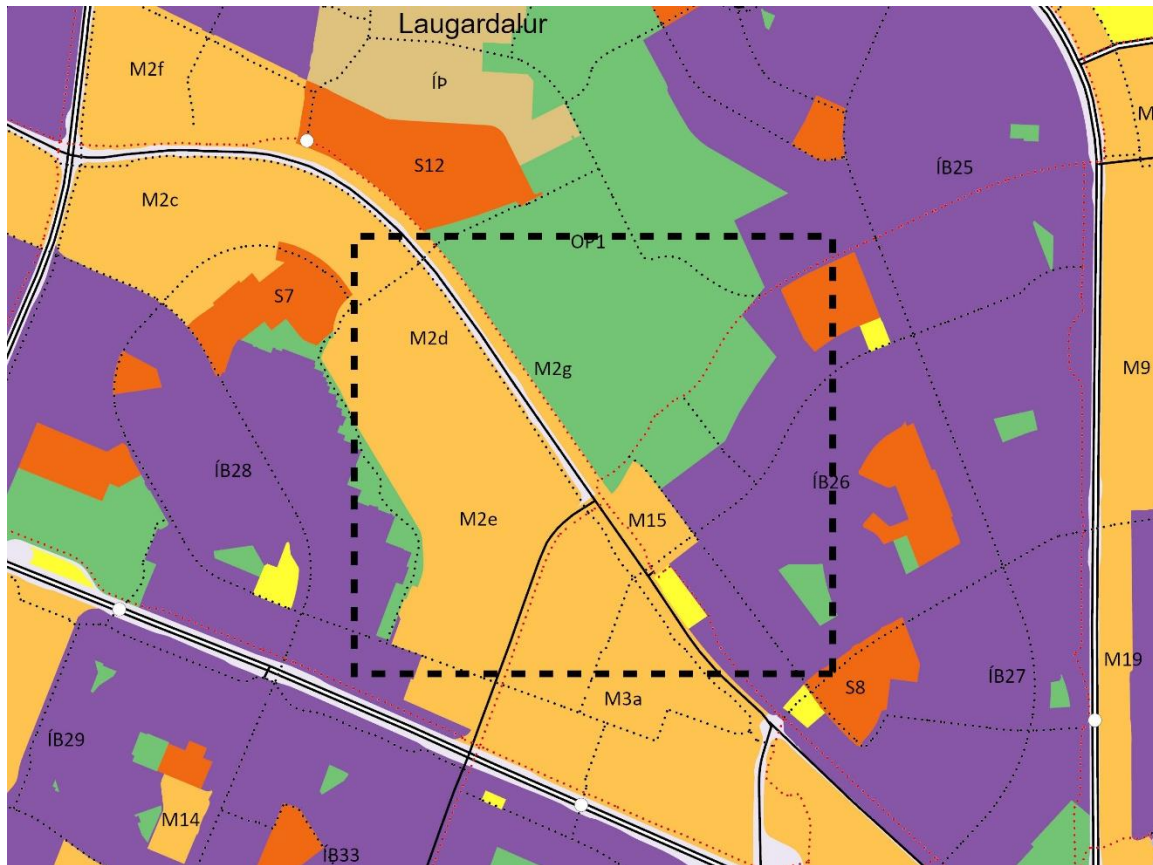 Laugardalur
M2f
ÍÞ
M
S12
ÍB25
M2c
OP1
S7
M2d
M2g
M9
ÍB28
ÍB26
M2e
M15
M19
S8
ÍB27
M3a
ÍB29
M14
ÍB33